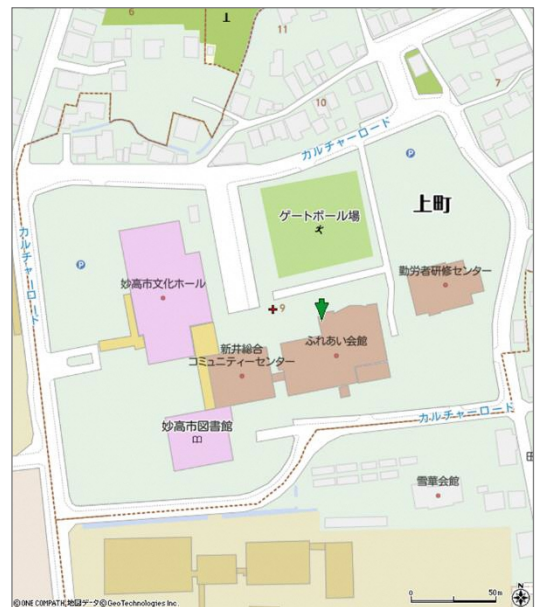 6
11
10
7
カルチャーロード
P
上町
ゲートボール場
カルチャーロード
P
妙高市文化ホール
勤労者研修センター
9
新井総合
コミュニティーセンター
ふれあい会館
カルチャーロード
妙高市図書館
田
雪華会館
0 50m
N
©ONE COMPATH,地図データ©GeoTechnologies Inc.